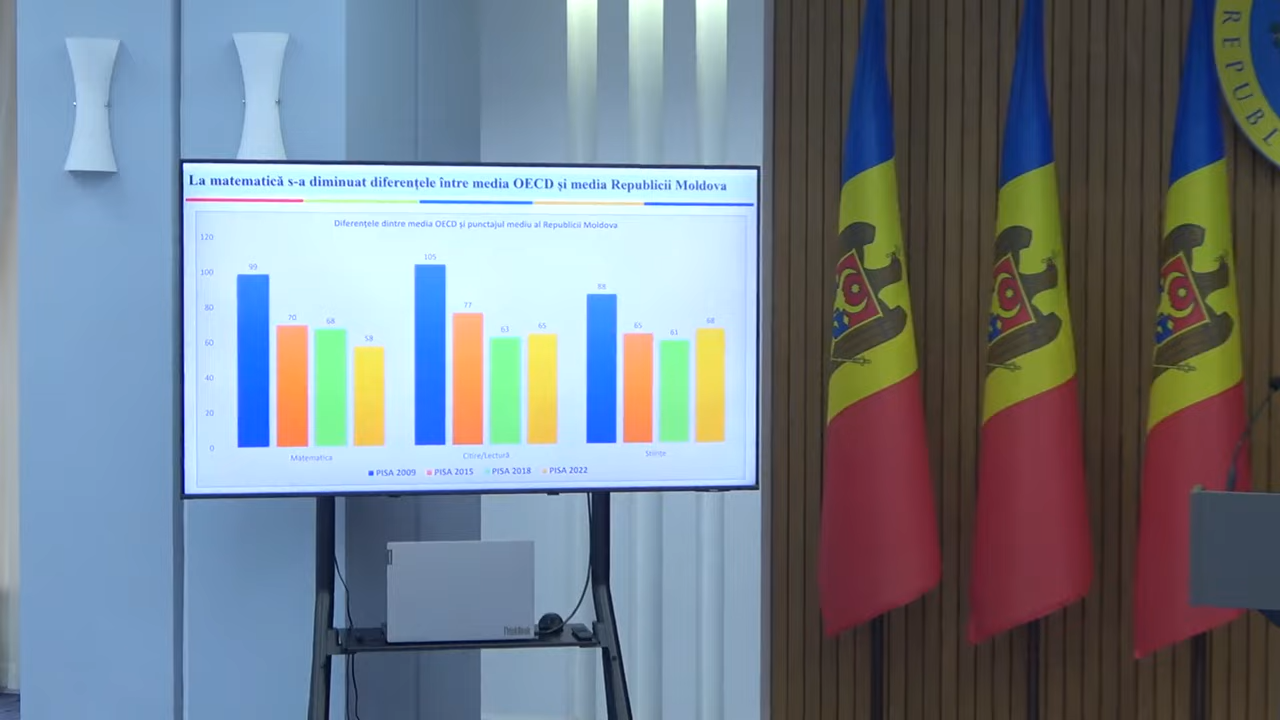 La matematică s-a diminuat diferențele între media OECD și media Republicii Moldova
Diferențele dintre media OECD și punctajul mediu al Republicii Moldova
120
100
80
60
40
20
0
99
70
68
58
105
77
63
65
88
65
61
68
Matematica
Citire/Lectură
Științe
PISA 2009
PISA 2015
PISA 2018
PISA 2022
ThinkBook
REPUBL